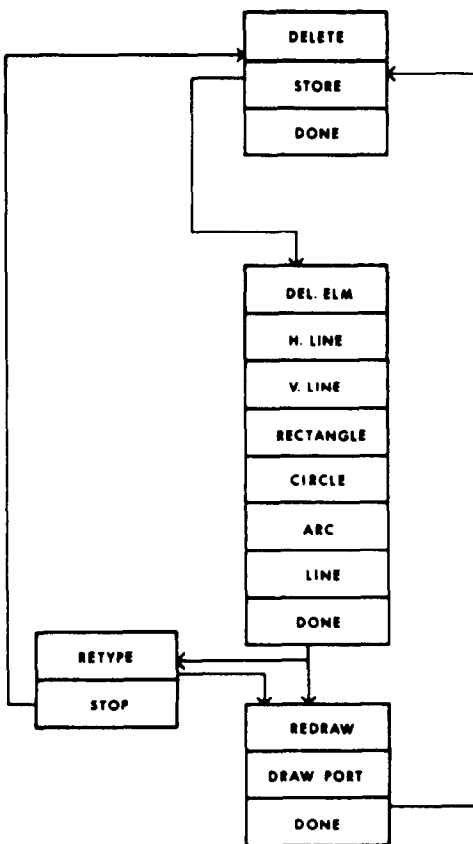 DELETE
STORE
DONE
DEL. ELM
H. LINE
V. LINE
RECTANGLE
CIRCLE
ARC
LINE
DONE
RETYPE
STOP
REDRAW
DRAW PORT
DONE